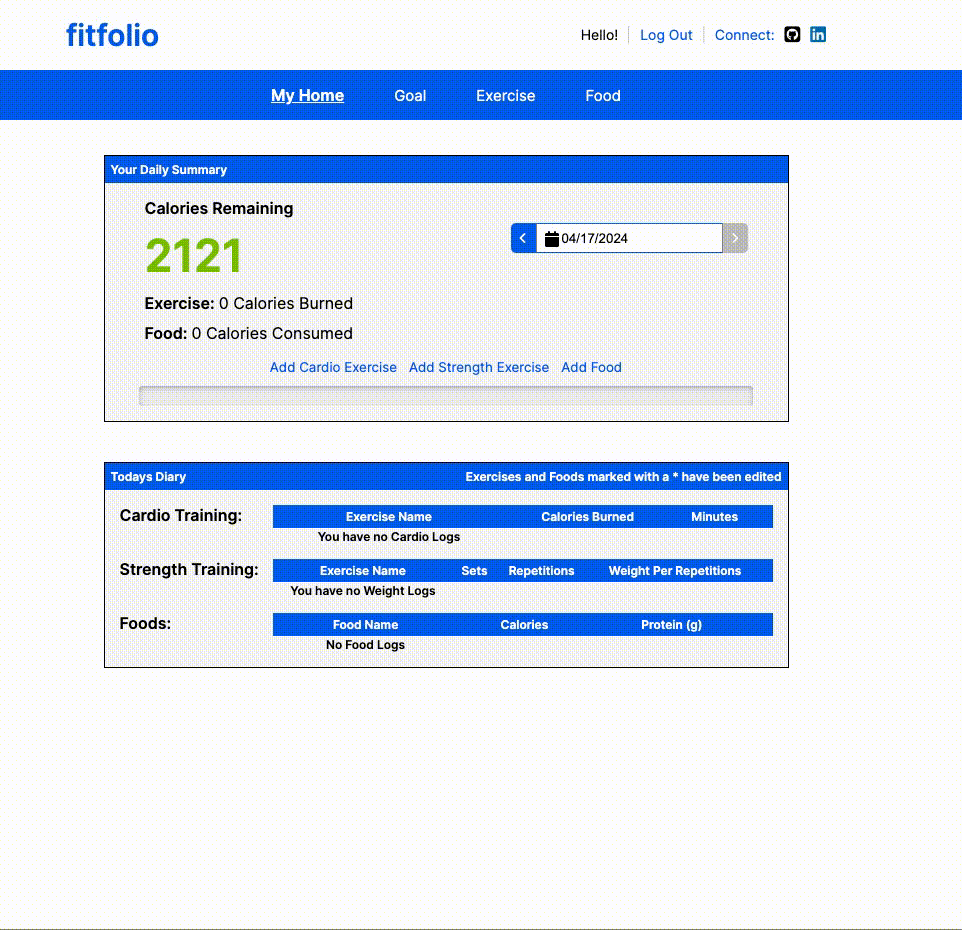 fitfolio
Hello! Log Out Connect:
My Home Goal Exercise Food
Your Daily Summary
Calories Remaining
04/17/2024
2121
Exercise: 0 Calories Burned
Food: 0 Calories Consumed
Add Cardio Exercise Add Strength Exercise Add Food
Todays Diary Exercises and Foods marked with a * have been edited
Cardio Training: Exercise Name Calories Burned Minutes
You have no Cardio Logs
Strength Training: Exercise Name Sets Repetitions Weight Per Repetitions
You have no Weight Logs
Foods: Food Name Calories Protein (g)
No Food Logs